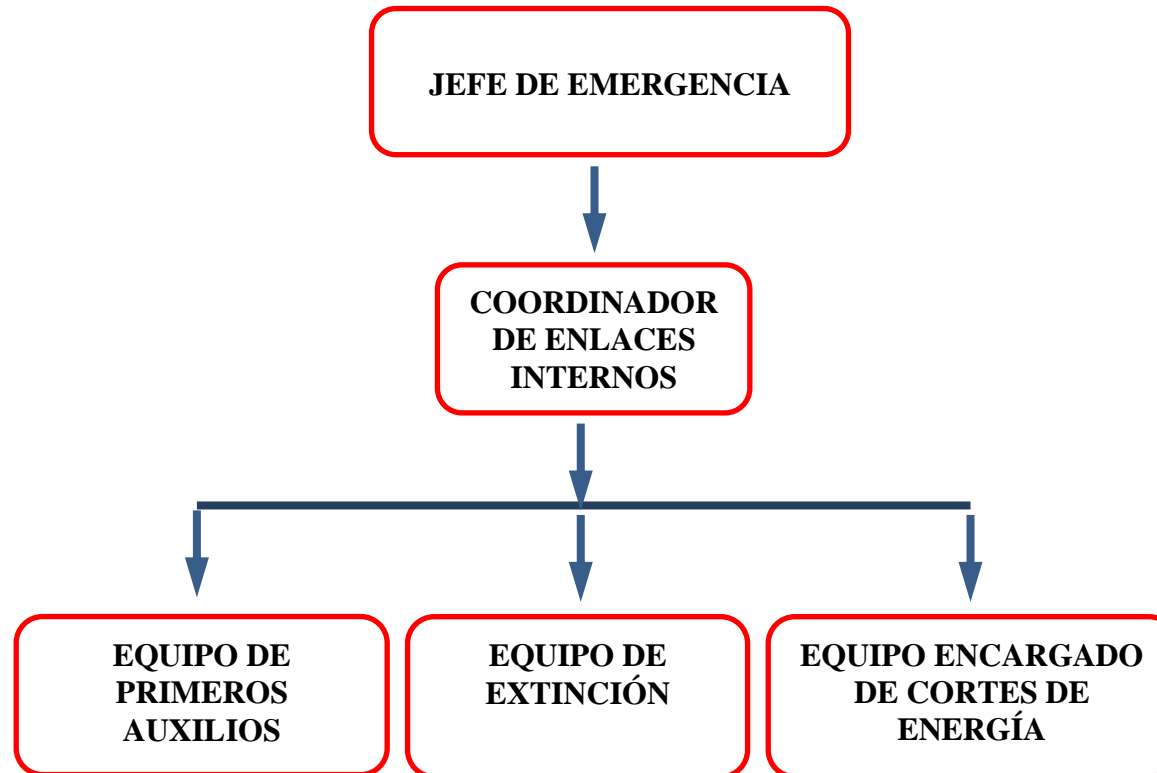 JEFE DE EMERGENCIA
COORDINADOR
DE ENLACES
INTERNOS
EQUIPO DE
PRIMEROS
AUXILIOS
EQUIPO DE
EXTINCIÓN
EQUIPO ENCARGADO
DE CORTES DE
ENERGÍA